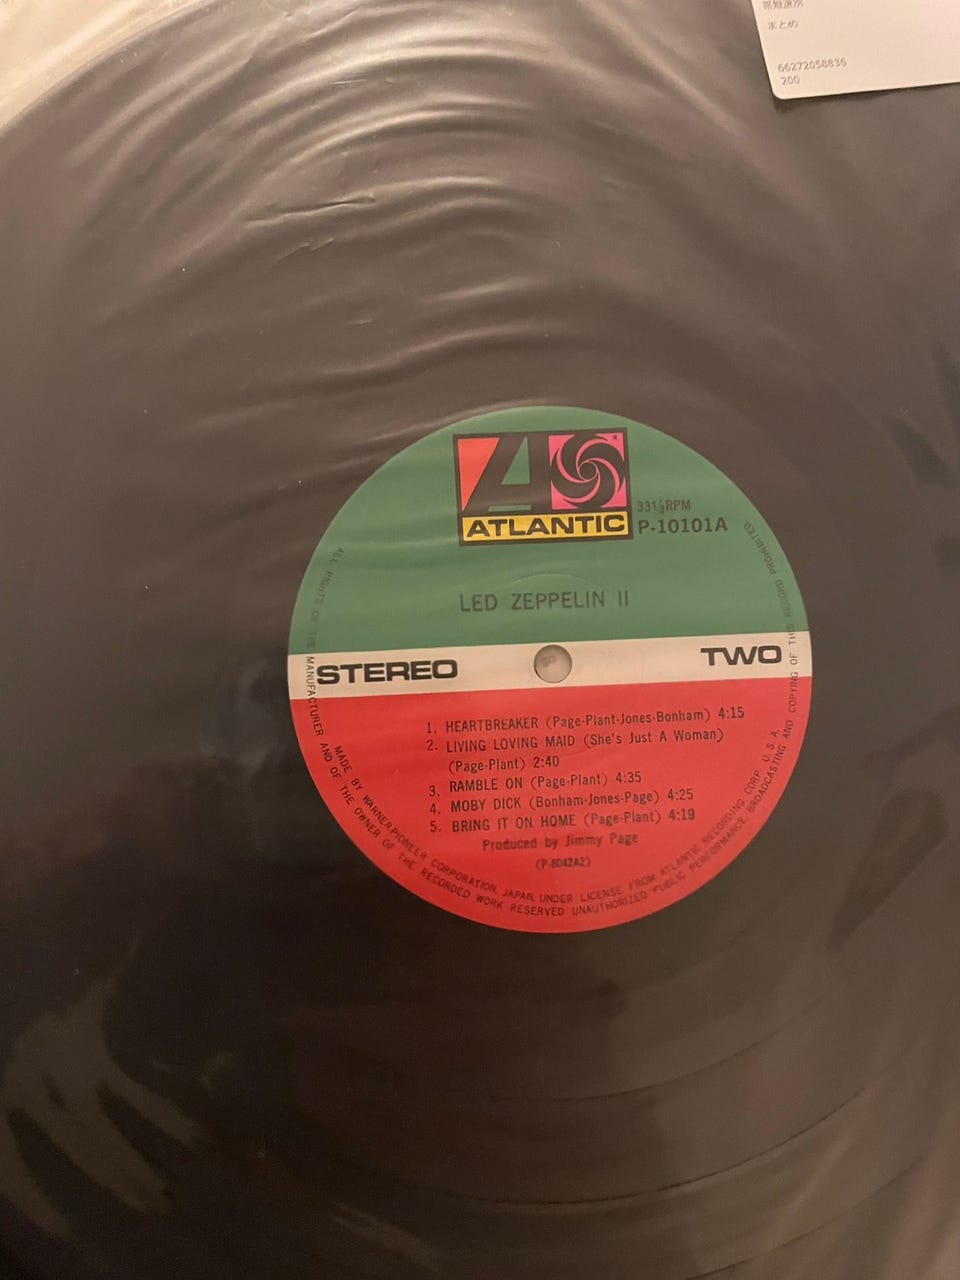 まとめ
66272058836
200
ATLANTIC
33⅓RPM
P-10101A
LED ZEPPELIN II
STEREO
TWO
1. HEARTBREAKER (Page-Plant-Jones-Bonham) 4:15
2. LIVING LOVING MAID (She's Just A Woman)
(Page-Plant) 2:40
3. RAMBLE ON (Page-Plant) 4:35
4. MOBY DICK (Bonham-Jones-Page) 4:25
5. BRING IT ON HOME (Page-Plant) 4:19
Produced by Jimmy Page
(P-8042A2)
MADE BY WARNER-PIONEER CORPORATION, JAPAN, UNDER LICENSE FROM ATLANTIC RECORDING CORP. U.S.A.
ALL RIGHTS OF THE MANUFACTURER AND OF THE OWNER OF THE RECORDED WORK RESERVED UNAUTHORIZED PUBLIC PERFORMANCE, BROADCASTING AND COPYING OF THIS RECORD PROHIBITED